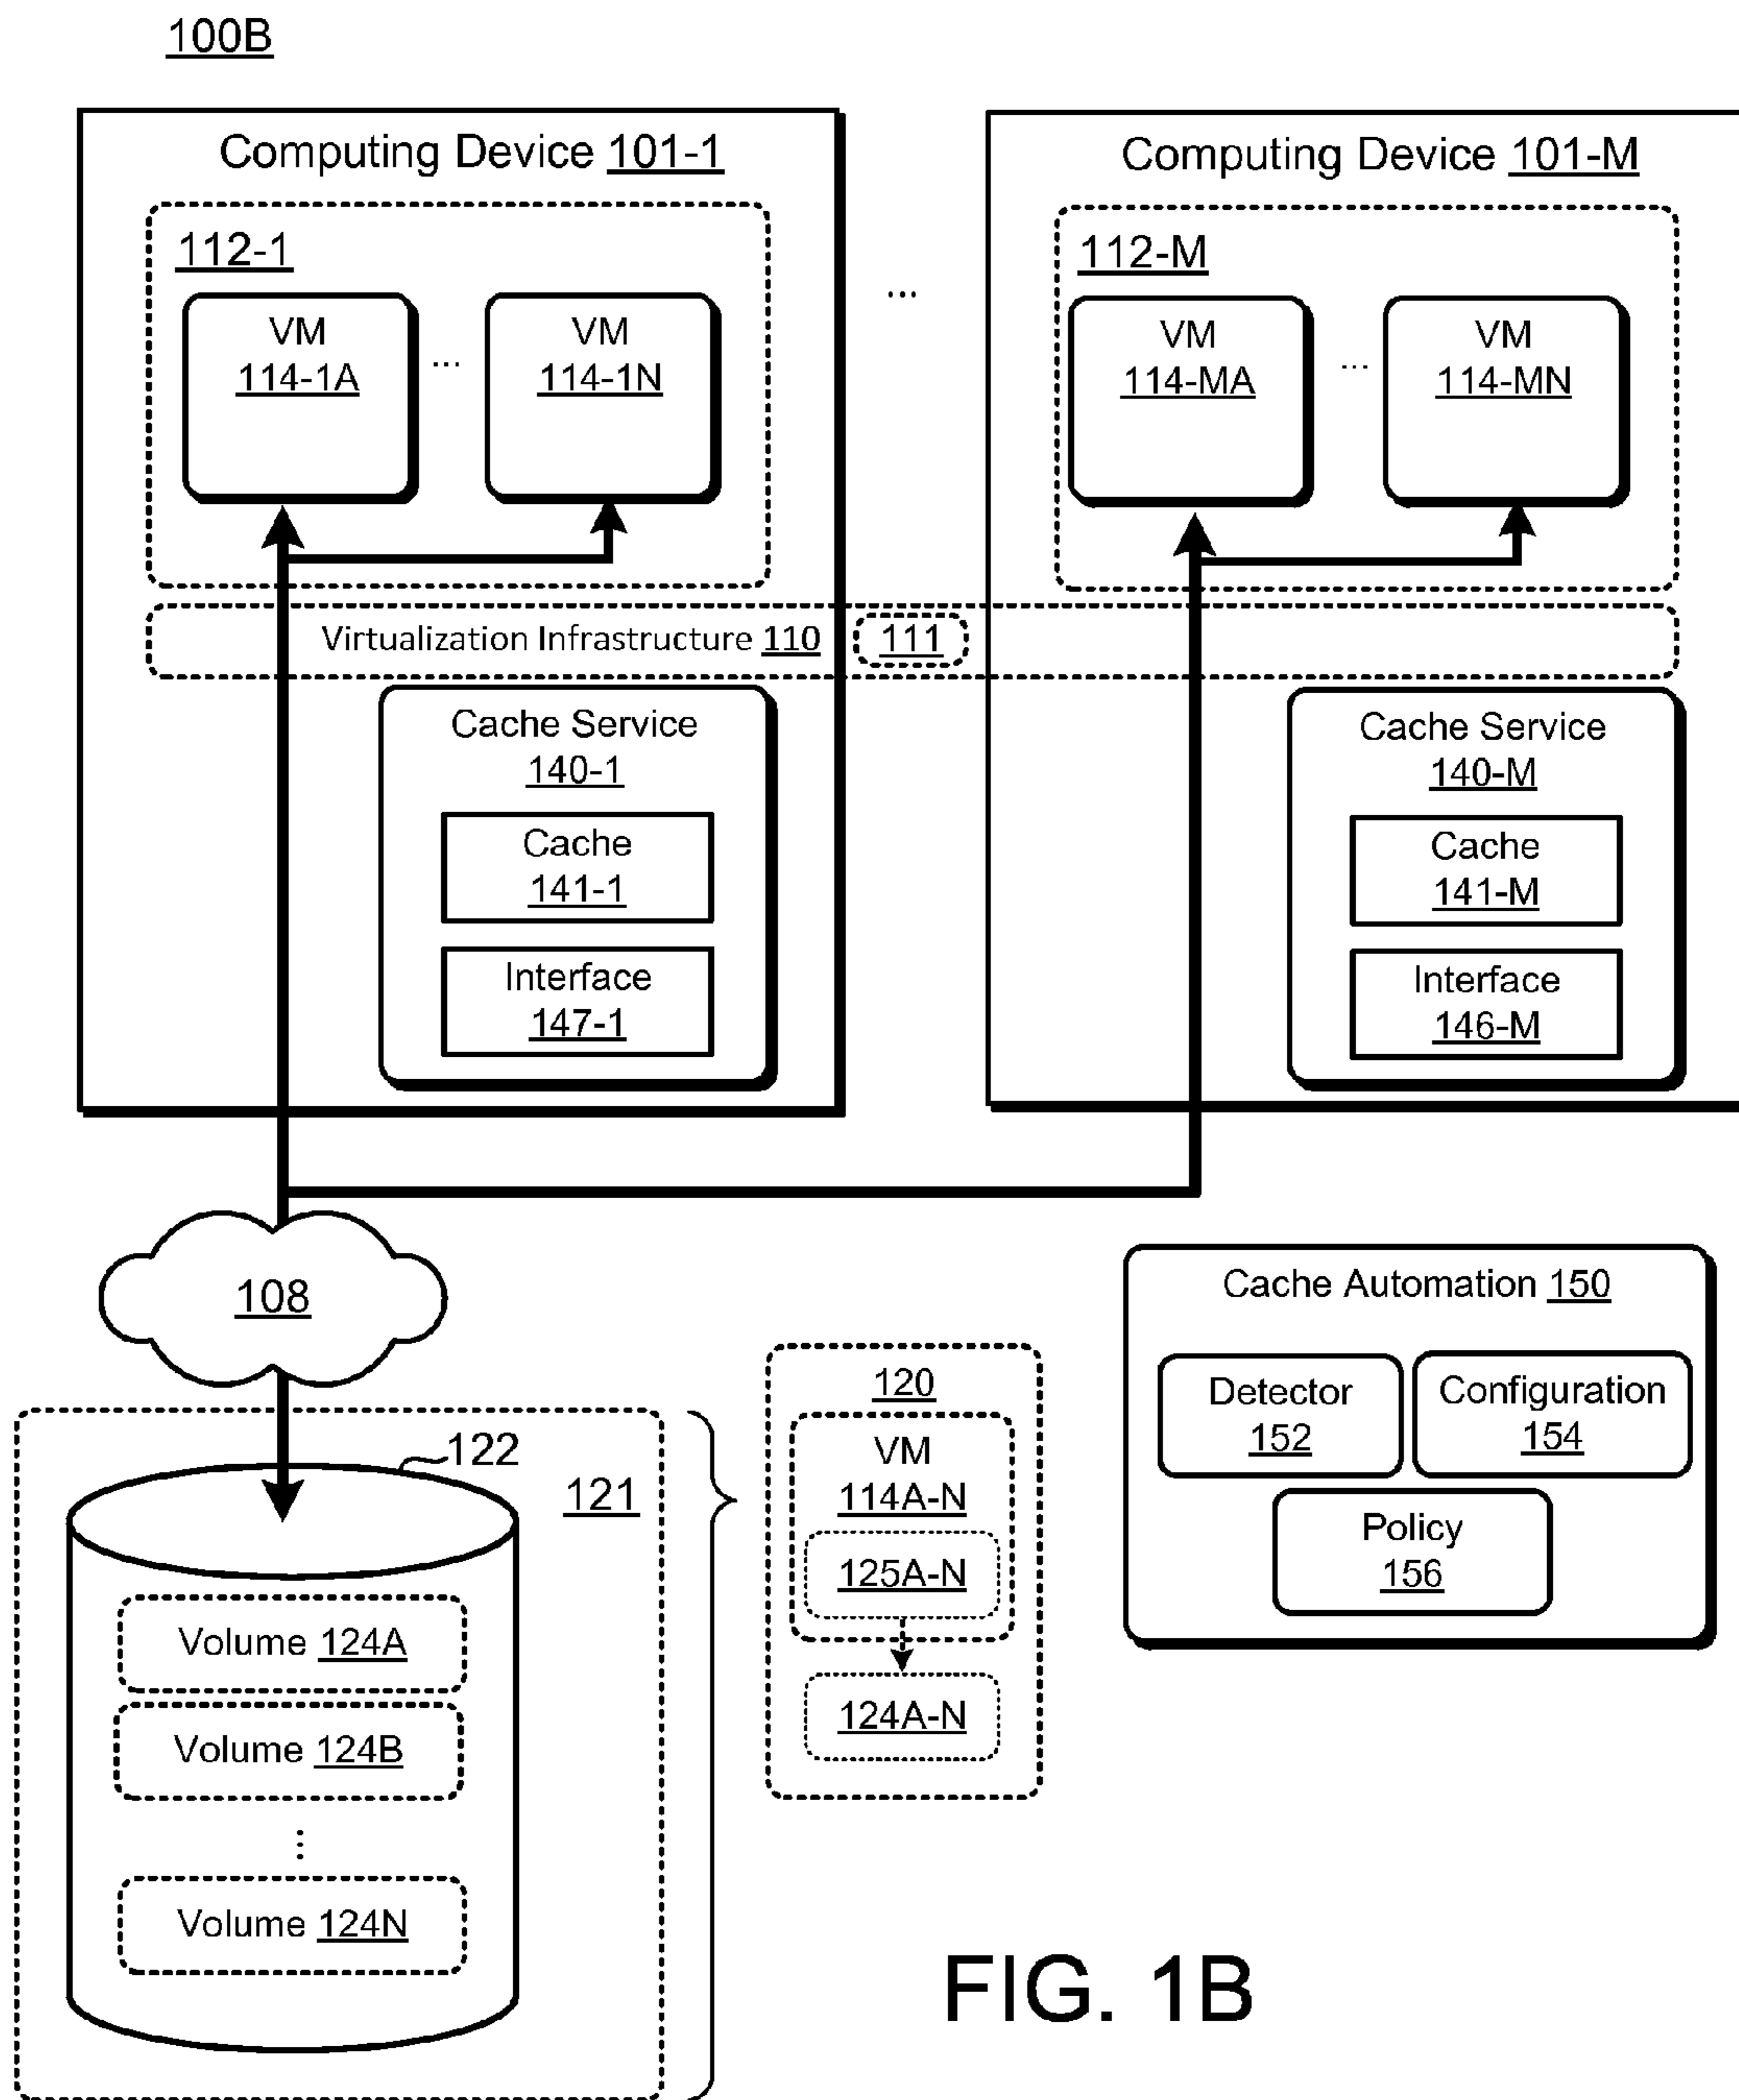 100B
Computing Device 101-1
112-1
VM
114-1A
...
VM
114-1N
...
Computing Device 101-M
112-M
VM
114-MA
...
VM
114-MN
Virtualization Infrastructure 110
111
Cache Service
140-1
Cache
141-1
Interface
147-1
Cache Service
140-M
Cache
141-M
Interface
146-M
108
122
121
Volume 124A
Volume 124B
...
Volume 124N
120
VM
114A-N
125A-N
124A-N
Cache Automation 150
Detector
152
Configuration
154
Policy
156
FIG. 1B